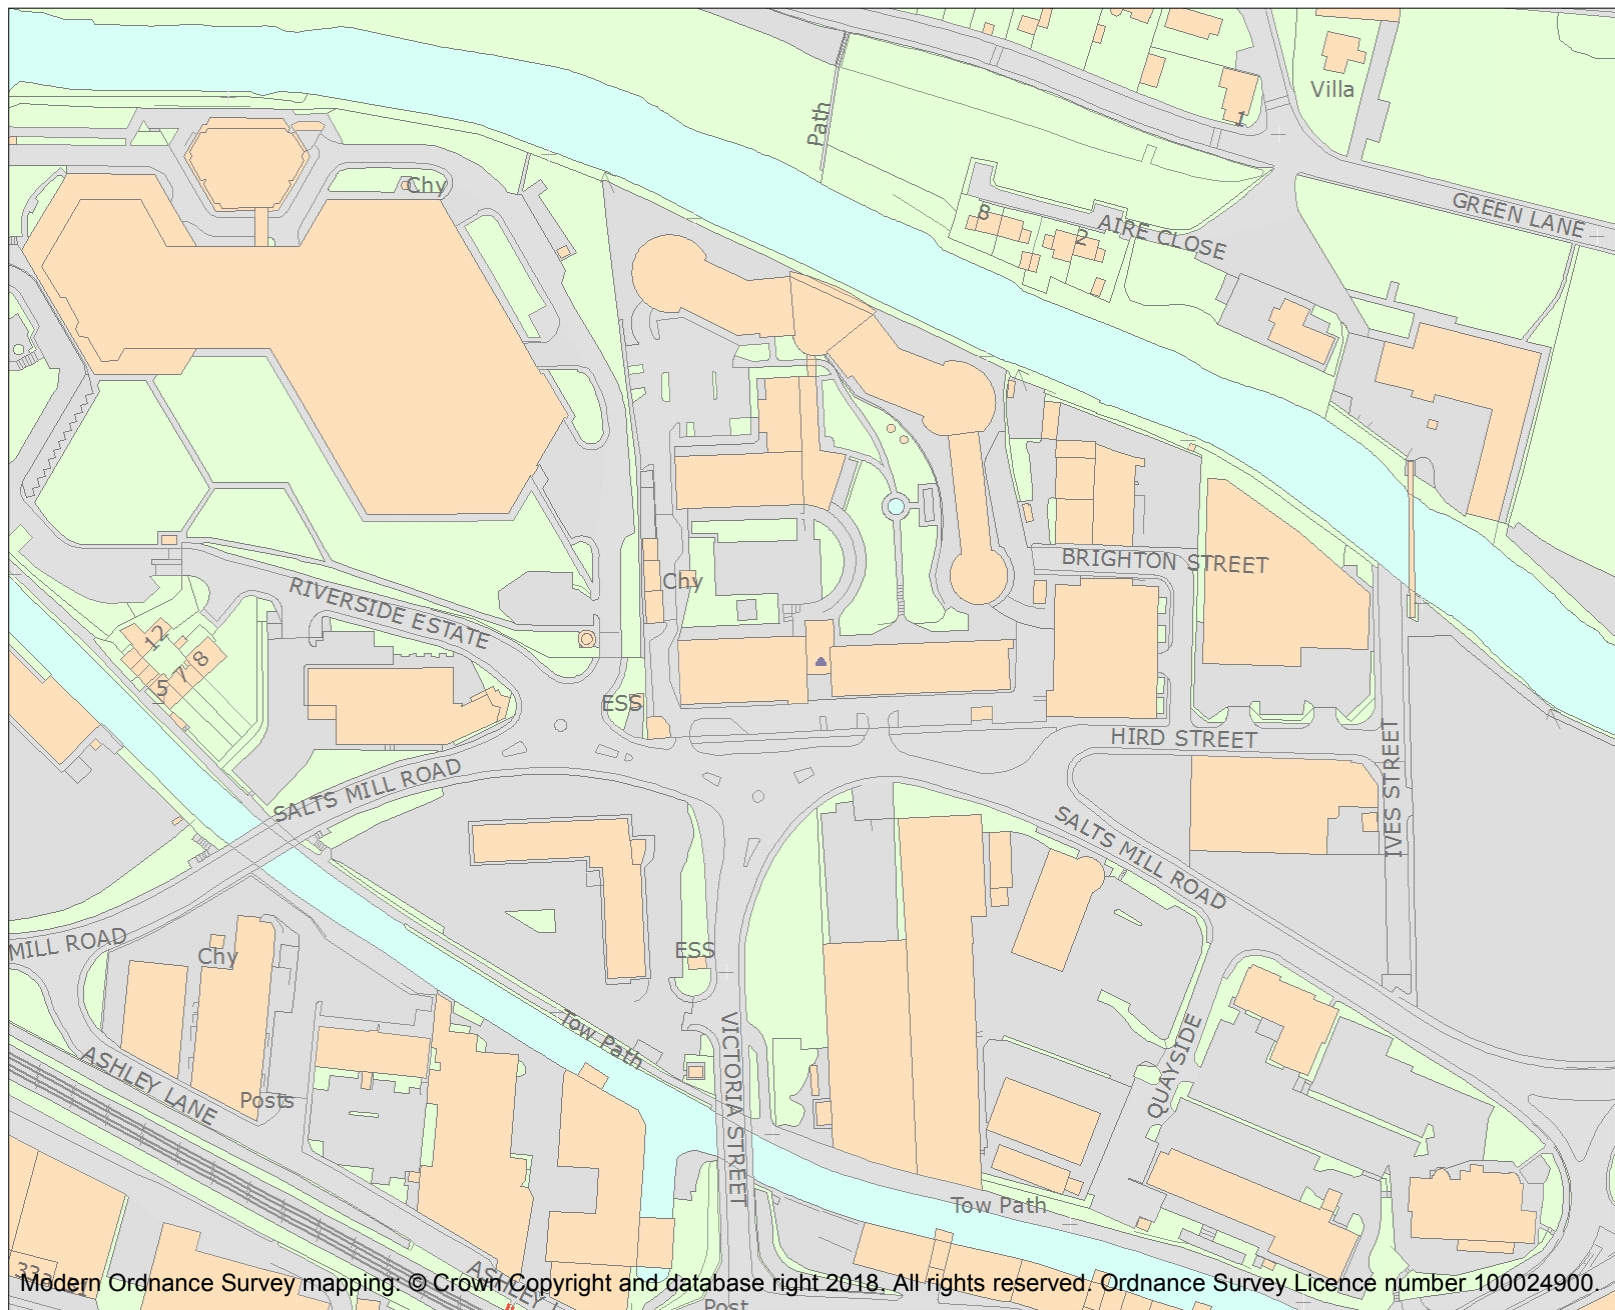 Villa
1
Path
Chy
GREEN LANE
8
2
AIRE CLOSE
BRIGHTON STREET
Chy
RIVERSIDE ESTATE
12
8
7
5
ESS
HIRD STREET
IVES STREET
SALTS MILL ROAD
SALTS MILL ROAD
MILL ROAD
Chy
ESS
Tow Path
VICTORIA STREET
QUAYSIDE
ASHLEY LANE
Posts
Tow Path
Modern Ordnance Survey mapping: © Crown Copyright and database right 2018. All rights reserved. Ordnance Survey Licence number 100024900.
Post